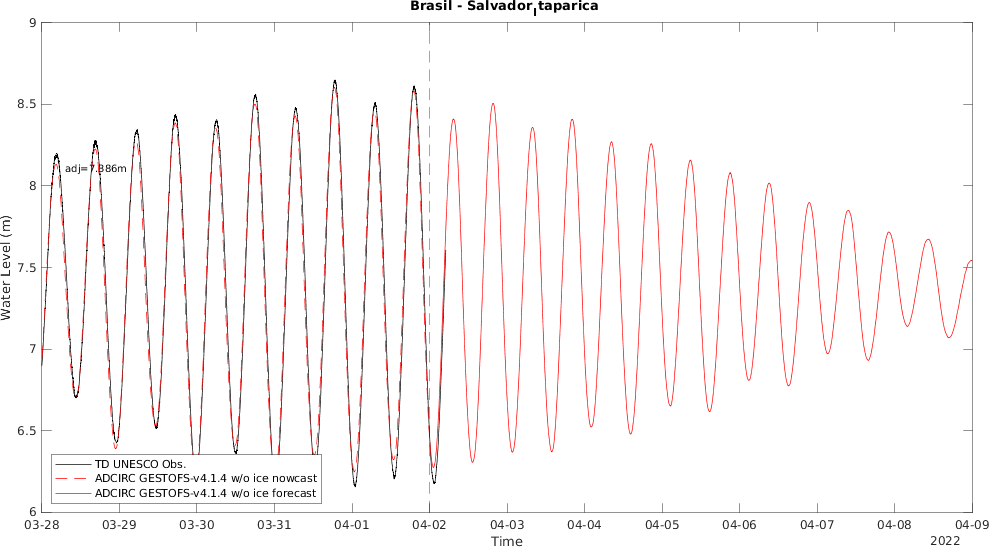 Brasil - Salvador Itaparica
9
8.5
8
7.5
7
6.5
6
Water Level (m)
adj=7.386m
TD UNESCO Obs.
ADCIRC GESTOFS-v4.1.4 w/o ice nowcast
ADCIRC GESTOFS-v4.1.4 w/o ice forecast
03-28 03-29 03-30 03-31 04-01 04-02 04-03 04-04 04-05 04-06 04-07 04-08 04-09
Time
2022